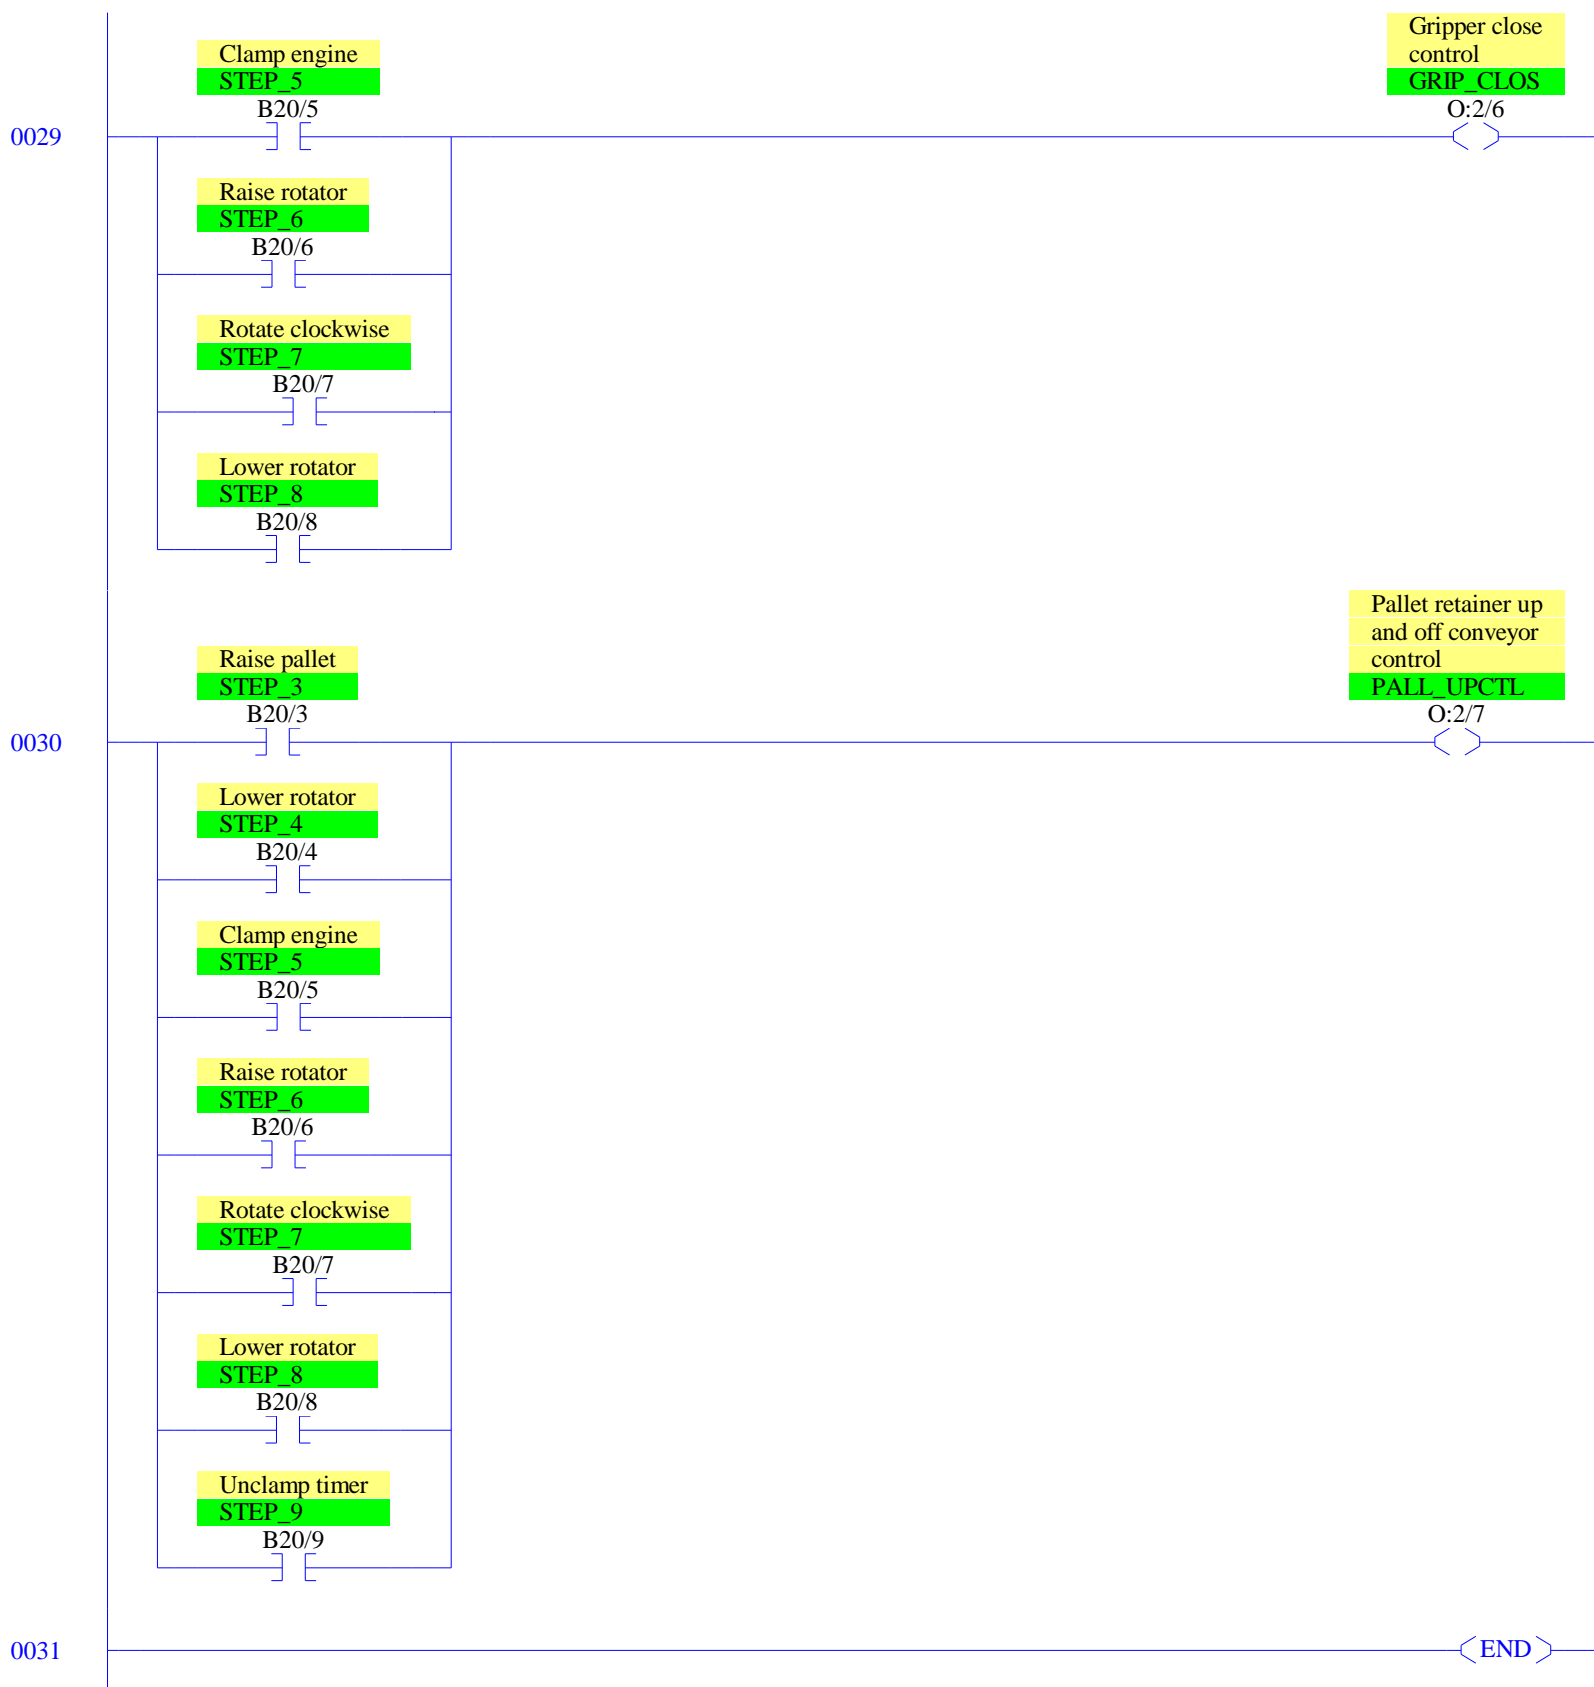 Clamp engine
STEP_5
B20/5
Gripper close
control
GRIP_CLOS
O:2/6
0029
Raise rotator
STEP_6
B20/6
Rotate clockwise
STEP_7
B20/7
Lower rotator
STEP_8
B20/8
Raise pallet
STEP_3
B20/3
Pallet retainer up
and off conveyor
control
PALL_UPCTL
O:2/7
0030
Lower rotator
STEP_4
B20/4
Clamp engine
STEP_5
B20/5
Raise rotator
STEP_6
B20/6
Rotate clockwise
STEP_7
B20/7
Lower rotator
STEP_8
B20/8
Unclamp timer
STEP_9
B20/9
0031
END